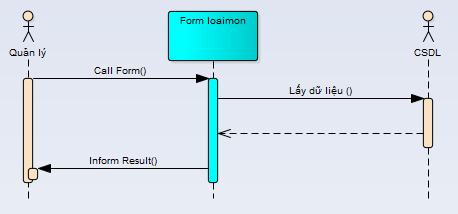 Form loaimon
Quản lý
CSDL
Call Form()
Lấy dữ liệu ()
Inform Result()